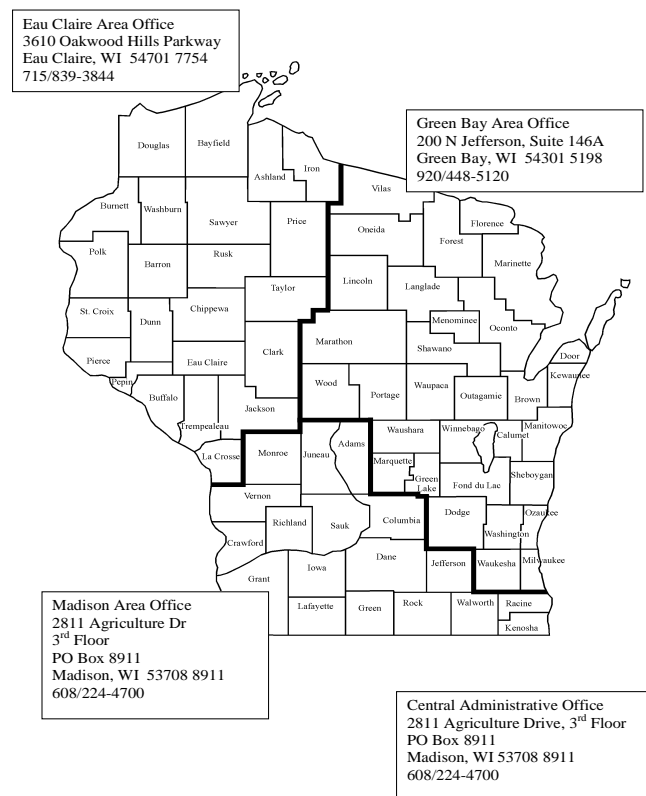 Eau Claire Area Office
3610 Oakwood Hills Parkway
Eau Claire, WI 54701 7754
715/839-3844
Green Bay Area Office
200 N Jefferson, Suite 146A
Green Bay, WI 54301 5198
920/448-5120
Douglas
Bayfield
Ashland
Iron
Vilas
Burnett
Washburn
Sawyer
Price
Oneida
Forest
Florence
Marinette
Polk
Barron
Rusk
Taylor
Lincoln
Langlade
St. Croix
Dunn
Chippewa
Clark
Marathon
Menominee
Shawano
Oconto
Door
Pierce
Pepin
Eau Claire
Buffalo
Trempealeau
Jackson
Wood
Portage
Waupaca
Outagamie
Brown
Kewaunee
La Crosse
Monroe
Juneau
Adams
Waushara
Winnebago
Calumet
Manitowoc
Marquette
Green
Lake
Fond du Lac
Sheboygan
Vernon
Richland
Sauk
Columbia
Dodge
Washington
Ozaukee
Crawford
Grant
Iowa
Dane
Jefferson
Waukesha
Milwaukee
Lafayette
Green
Rock
Walworth
Racine
Kenosha
Madison Area Office
2811 Agriculture Dr
3rd Floor
PO Box 8911
Madison, WI 53708 8911
608/224-4700
Central Administrative Office
2811 Agriculture Drive, 3rd Floor
PO Box 8911
Madison, WI 53708 8911
608/224-4700